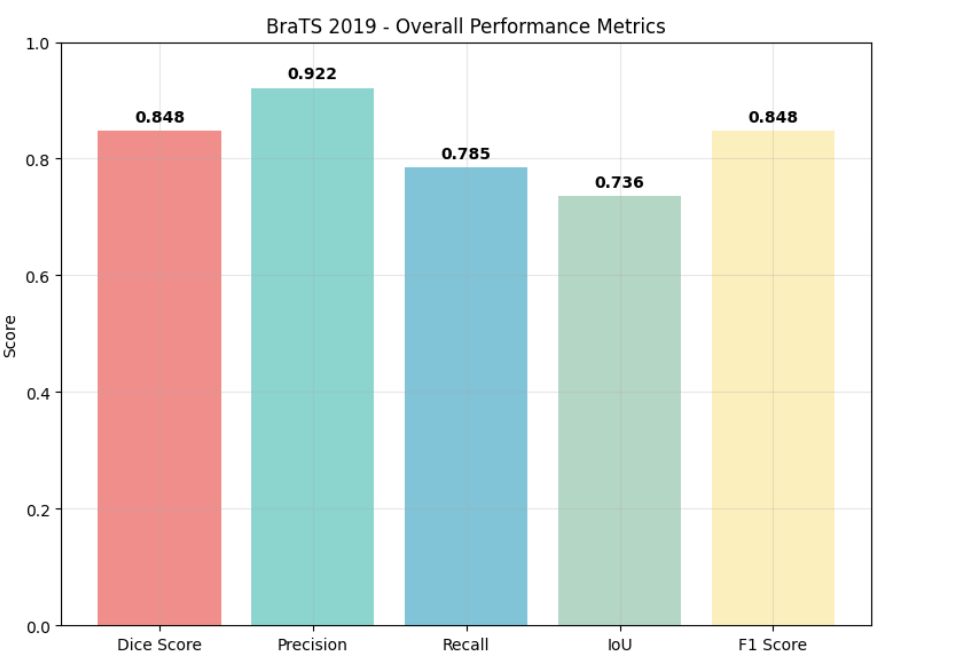 BraTS 2019 - Overall Performance Metrics
1.0
0.8
0.6
0.4
0.2
0.0
Score
0.848
0.922
0.785
0.736
0.848
Dice Score
Precision
Recall
IoU
F1 Score